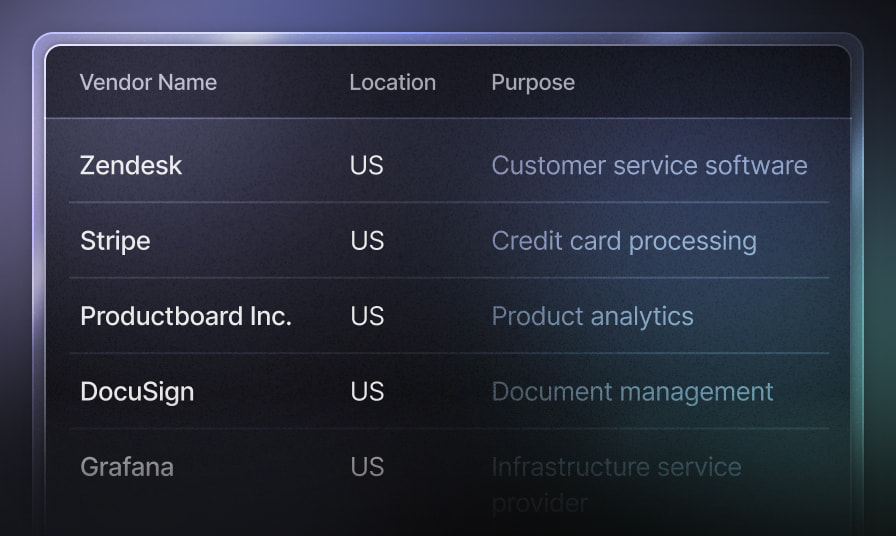 Vendor Name Location Purpose
Zendesk US Customer service software
Stripe US Credit card processing
Productboard Inc. US Product analytics
DocuSign US Document management
Grafana US Infrastructure service
provider